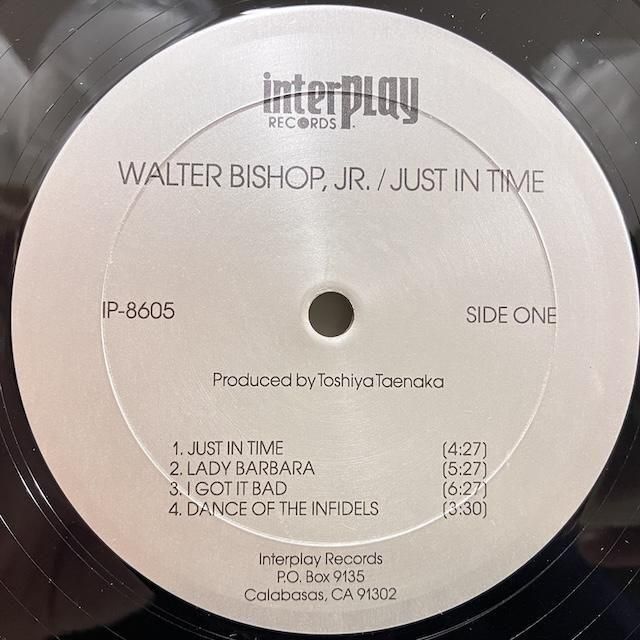 interplay
RECORDS
WALTER BISHOP, JR. / JUST IN TIME
IP-8605
SIDE ONE
Produced by Toshiya Taenaka
1. JUST IN TIME (4:27)
2. LADY BARBARA (5:27)
3. I GOT IT BAD (6:27)
4. DANCE OF THE INFIDELS (3:30)
Interplay Records
P.O. Box 9135
Calabasas, CA 91302